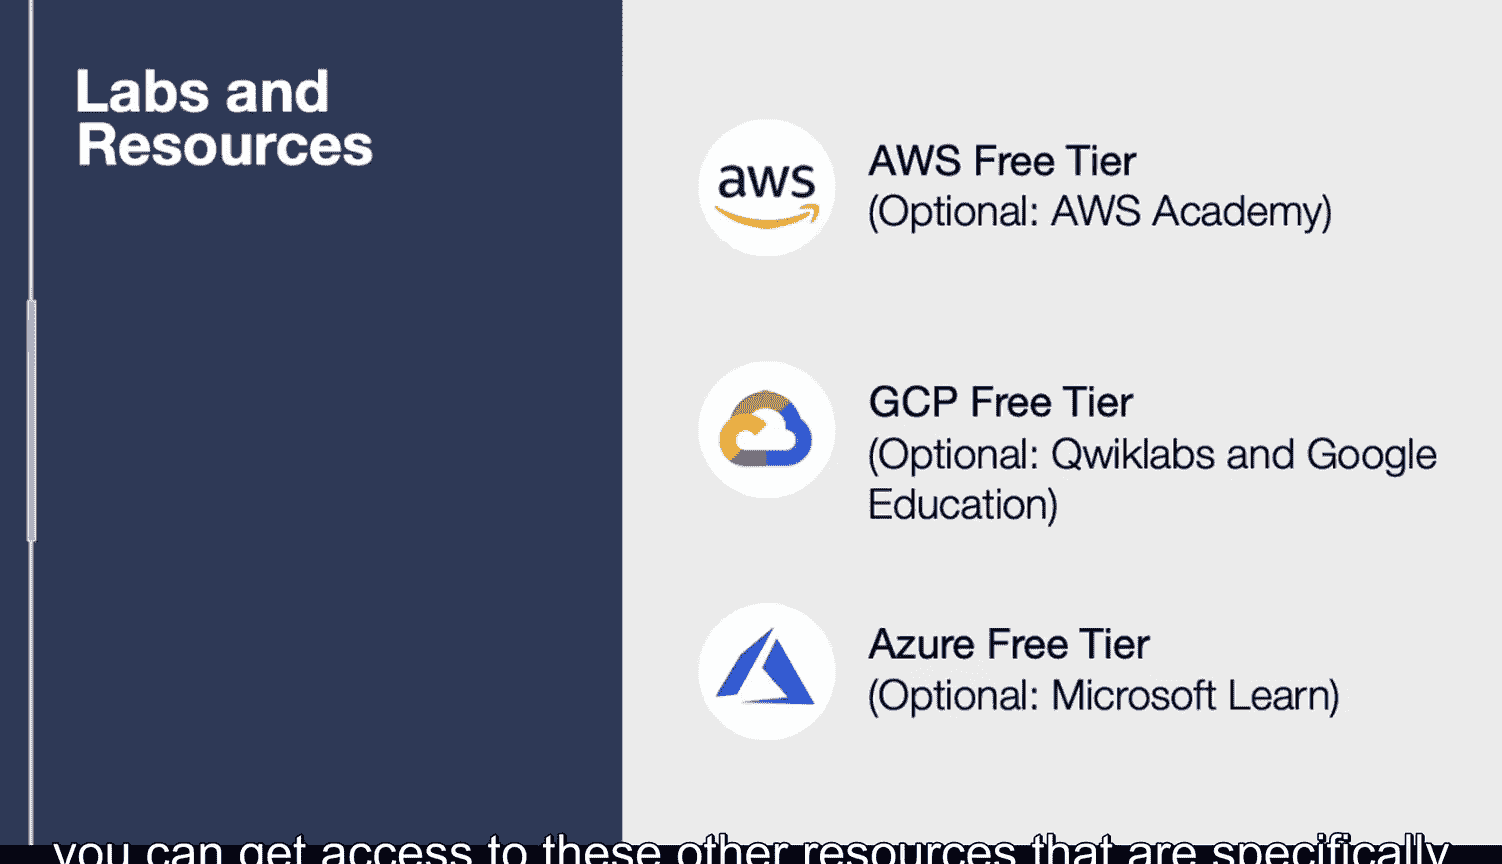 Labs and
Resources
aws
AWS Free Tier
(Optional: AWS Academy)
GCP Free Tier
(Optional: Qwiklabs and Google
Education)
Azure Free Tier
(Optional: Microsoft Learn)
you can get access to these other resources that are specifically